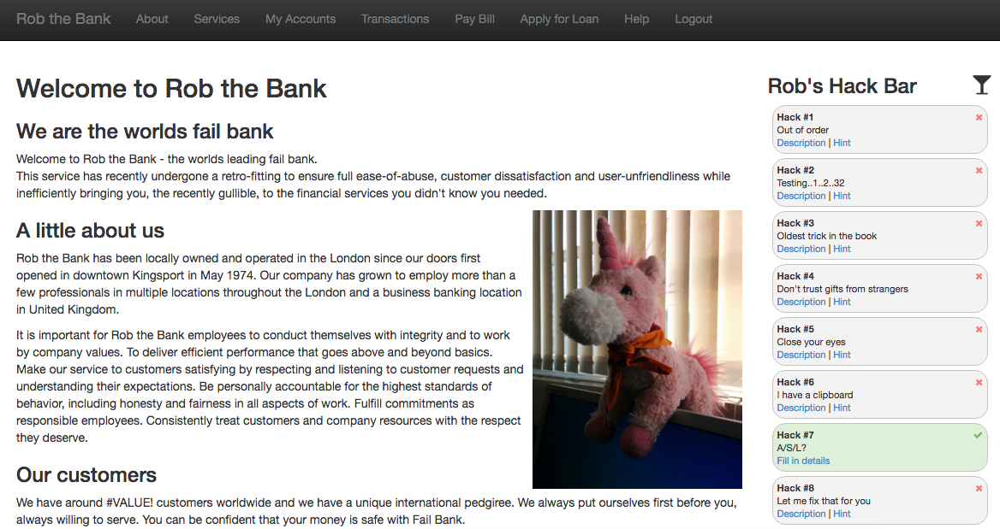 Rob the Bank About Services My Accounts Transactions Pay Bill Apply for Loan Help Logout
Welcome to Rob the Bank
We are the worlds fail bank
Welcome to Rob the Bank - the worlds leading fail bank.
This service has recently undergone a retro-fitting to ensure full ease-of-abuse, customer dissatisfaction and user-unfriendliness while
inefficiently bringing you, the recently gullible, to the financial services you didn't know you needed.
A little about us
Rob the Bank has been locally owned and operated in the London since our doors first
opened in downtown Kingsport in May 1974. Our company has grown to employ more than a
few professionals in multiple locations throughout the London and a business banking location
in United Kingdom.
It is important for Rob the Bank employees to conduct themselves with integrity and to work
by company values. To deliver efficient performance that goes above and beyond basics.
Make our service to customers satisfying by respecting and listening to customer requests and
understanding their expectations. Be personally accountable for the highest standards of
behavior, including honesty and fairness in all aspects of work. Fulfill commitments as
responsible employees. Consistently treat customers and company resources with the respect
they deserve.
Our customers
We have around #VALUE! customers worldwide and we have a unique international pedgiree. We always put ourselves first before you,
always willing to serve. You can be confident that your money is safe with Fail Bank.
Rob's Hack Bar
Hack #1
Out of order
Description | Hint
Hack #2
Testing..1..2..32
Description | Hint
Hack #3
Oldest trick in the book
Description | Hint
Hack #4
Don't trust gifts from strangers
Description | Hint
Hack #5
Close your eyes
Description | Hint
Hack #6
I have a clipboard
Description | Hint
Hack #7
A/S/L?
Fill in details
Hack #8
Let me fix that for you
Description | Hint